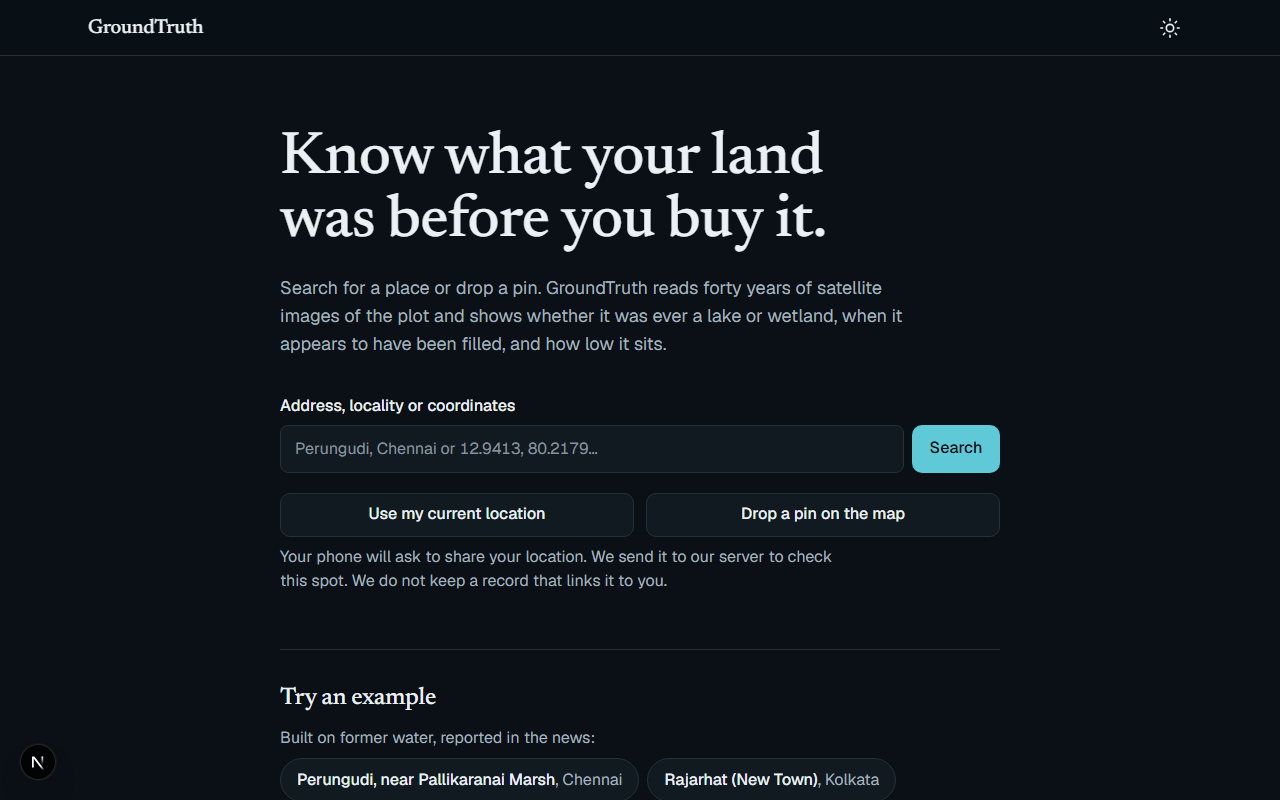 GroundTruth
Know what your land
was before you buy it.
Search for a place or drop a pin. GroundTruth reads forty years of satellite
images of the plot and shows whether it was ever a lake or wetland, when it
appears to have been filled, and how low it sits.
Address, locality or coordinates
Perungudi, Chennai or 12.9413, 80.2179…
Search
Use my current location
Drop a pin on the map
Your phone will ask to share your location. We send it to our server to check
this spot. We do not keep a record that links it to you.
Try an example
Built on former water, reported in the news:
Perungudi, near Pallikaranai Marsh, Chennai
Rajarhat (New Town), Kolkata
N